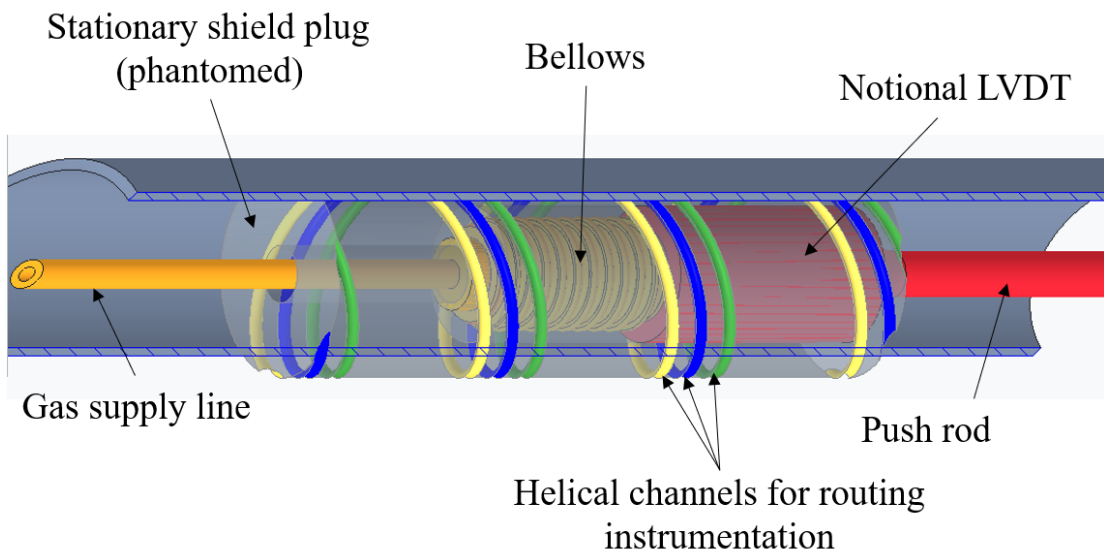 Stationary shield plug
(phantomed)
Bellows
Notional LVDT
Gas supply line
Push rod
Helical channels for routing
instrumentation